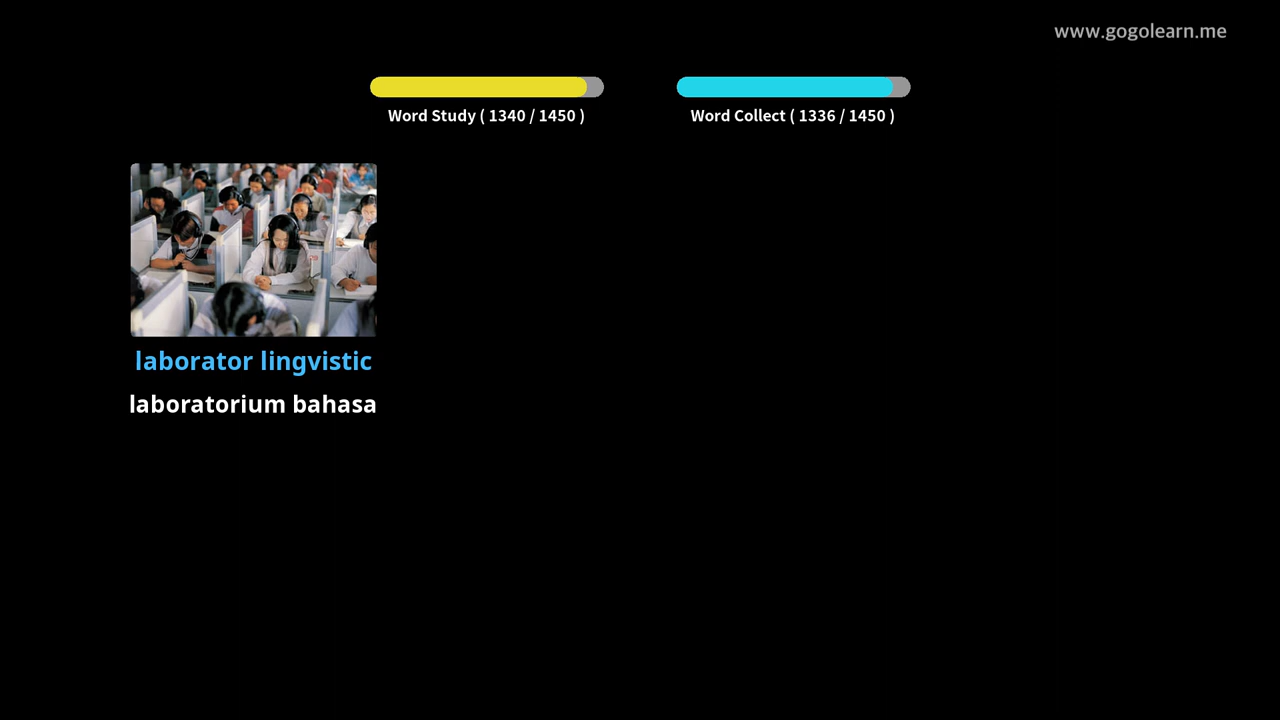 www.gogolearn.me
Word Study ( 1340 / 1450 )
Word Collect ( 1336 / 1450 )
laborator lingvistic
laboratorium bahasa